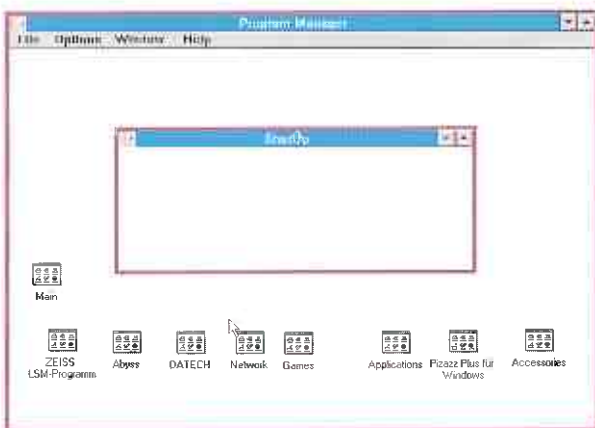 Program Manager
File Options Window Help
StartUp
Main
ZEISS
LSM-Programm
Abyss
DATECH
Network
Games
Applications
Pizazz Plus für
Windows
Accessories